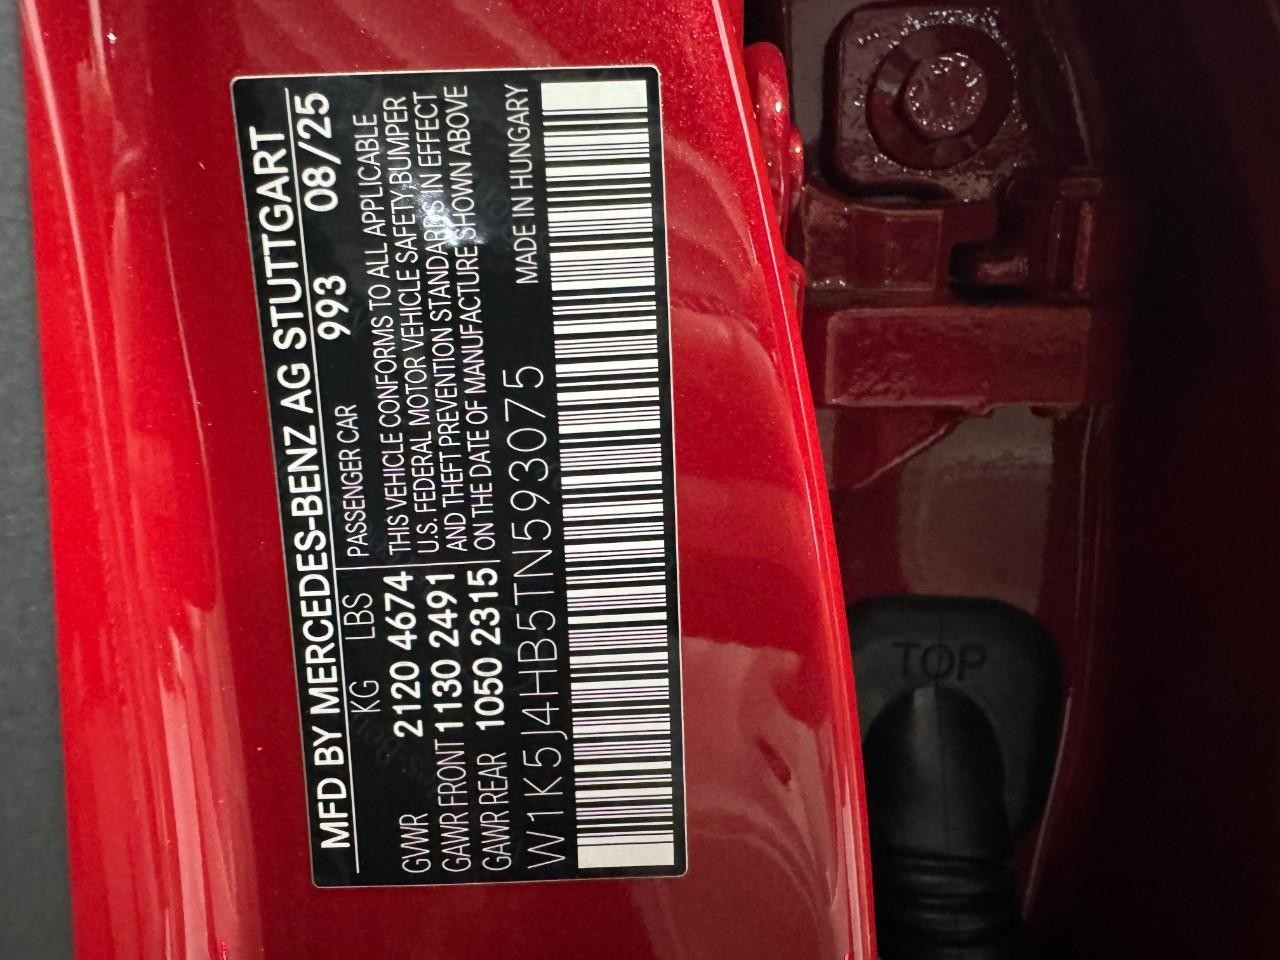 MFD BY MERCEDES-BENZ AG STUTTGART
KG LBS PASSENGER CAR 993 08/25
GVWR 2120 4674 THIS VEHICLE CONFORMS TO ALL APPLICABLE
GAWR FRONT 1130 2491 U.S. FEDERAL MOTOR VEHICLE SAFETY,BUMPER
GAWR REAR 1050 2315 AND THEFT PREVENTION STANDARDS IN EFFECT
ON THE DATE OF MANUFACTURE SHOWN ABOVE
W1K5J4HB5TN593075 MADE IN HUNGARY
TOP